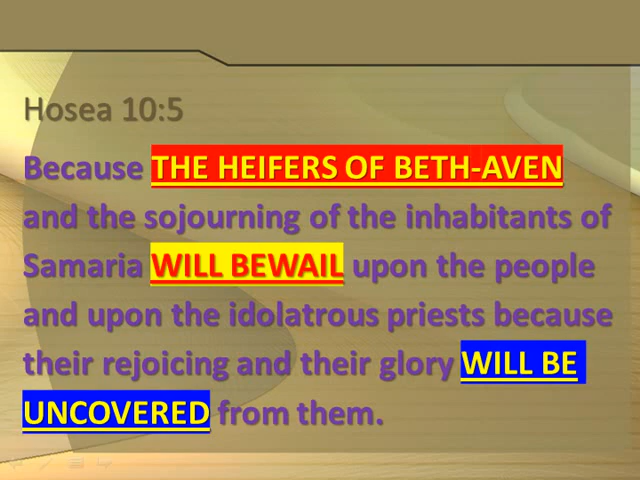 Hosea 10:5
Because THE HEIFERS OF BETH-AVEN
and the sojourning of the inhabitants of
Samaria WILL BEWAIL upon the people
and upon the idolatrous priests because
their rejoicing and their glory WILL BE
UNCOVERED from them.